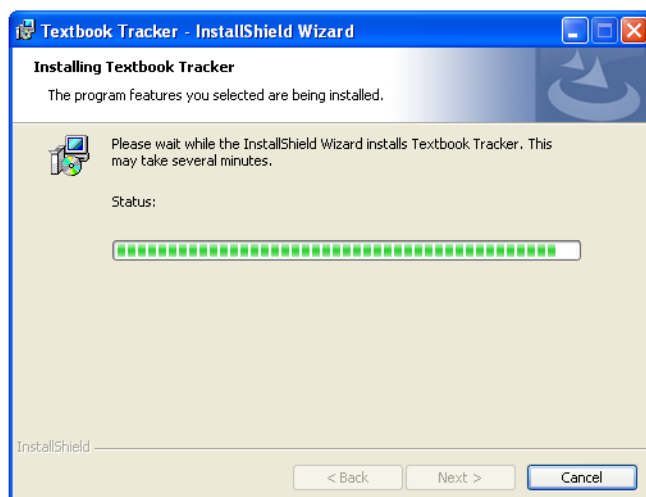 Textbook Tracker - InstallShield Wizard
Installing Textbook Tracker
The program features you selected are being installed.
Please wait while the InstallShield Wizard installs Textbook Tracker. This
may take several minutes.
Status:
InstallShield
< Back
Next >
Cancel